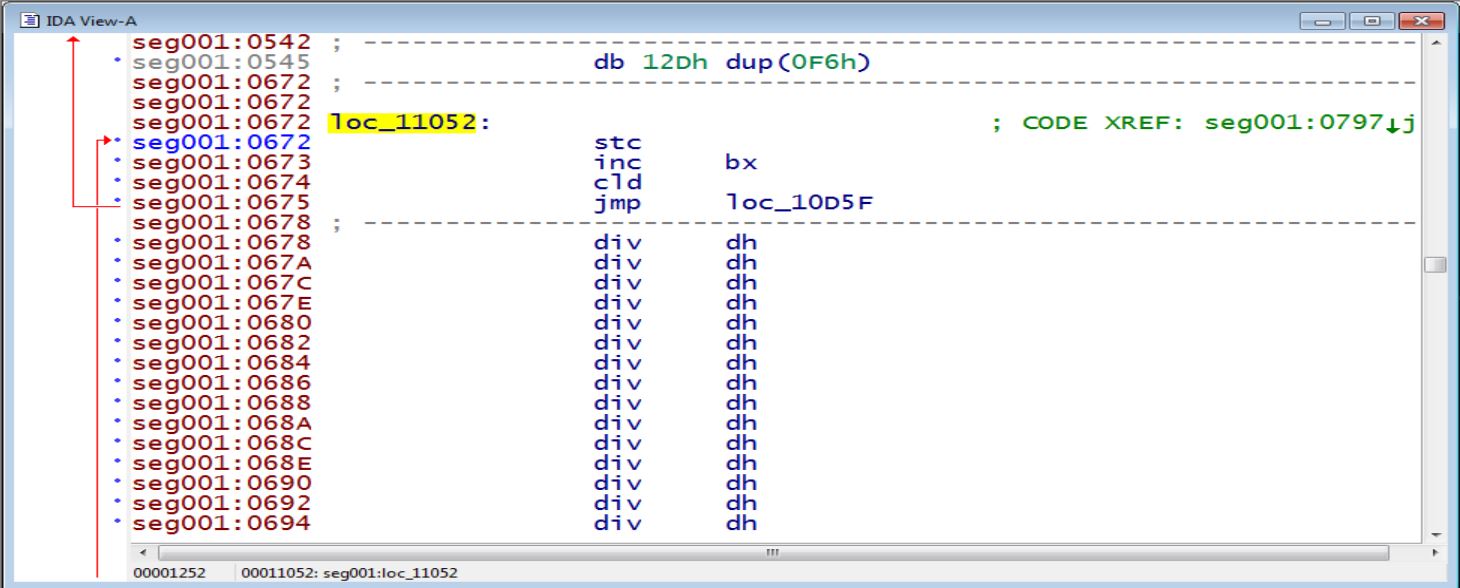 IDA View-A
seg001:0542 ; ---------------------------------------------------------------------------
seg001:0545 db 12Dh dup(0F6h)
seg001:0672 ; ---------------------------------------------------------------------------
seg001:0672
seg001:0672 loc_11052: ; CODE XREF: seg001:0797↓j
seg001:0672 stc
seg001:0673 inc bx
seg001:0674 cld
seg001:0675 jmp loc_10D5F
seg001:0678 ; ---------------------------------------------------------------------------
seg001:0678 div dh
seg001:067A div dh
seg001:067C div dh
seg001:067E div dh
seg001:0680 div dh
seg001:0682 div dh
seg001:0684 div dh
seg001:0686 div dh
seg001:0688 div dh
seg001:068A div dh
seg001:068C div dh
seg001:068E div dh
seg001:0690 div dh
seg001:0692 div dh
seg001:0694 div dh
00001252 00011052: seg001:loc_11052